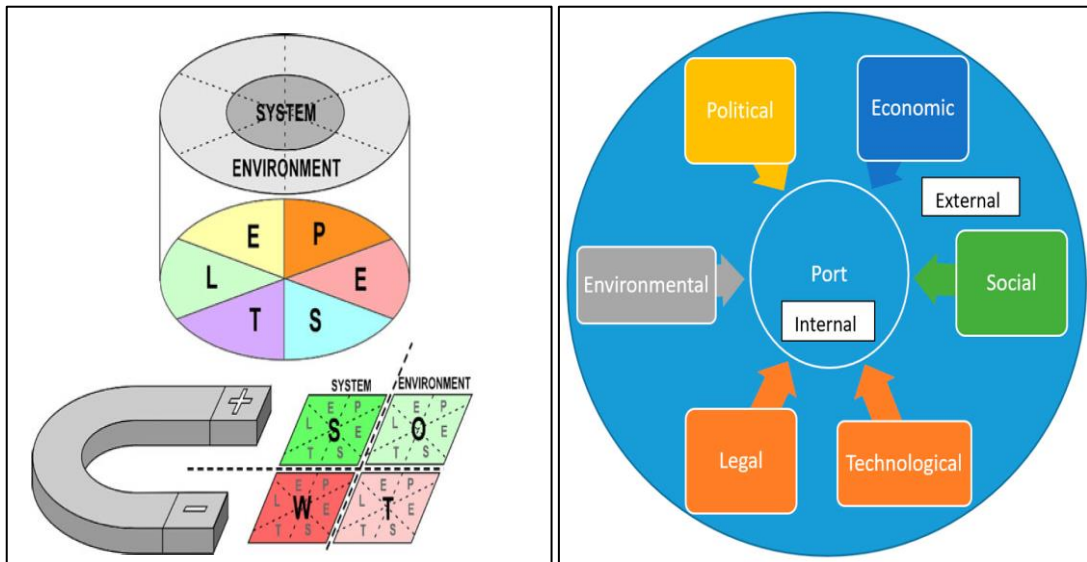 SYSTEM
ENVIRONMENT
E P
L E
T S
+
-
SYSTEM ENVIRONMENT
E P
L S E
T S
E P
L O E
T S
E P
L W E
T S
E P
L T E
T S
Political
Economic
External
Environmental
Port
Internal
Social
Legal
Technological